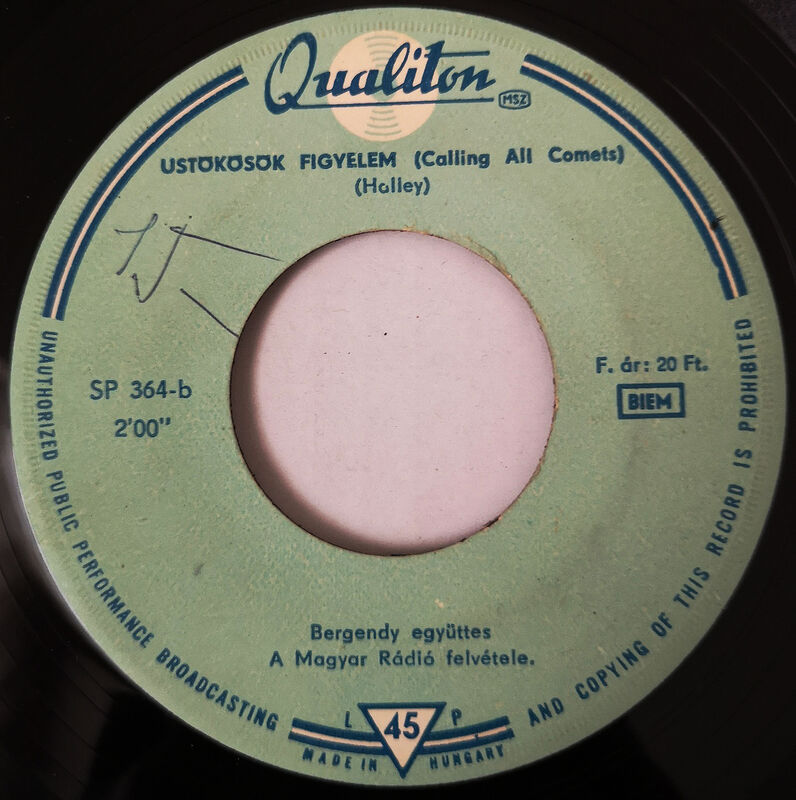 Qualiton
MSZ
USTÖKÖSÖK FIGYELEM (Calling All Comets)
(Halley)
SP 364-b
2'00"
F. ár: 20 Ft.
BIEM
Bergendy együttes
A Magyar Rádió felvétele.
L 45 P
MADE IN HUNGARY
UNAUTHORIZED PUBLIC PERFORMANCE BROADCASTING AND COPYING OF THIS RECORD IS PROHIBITED